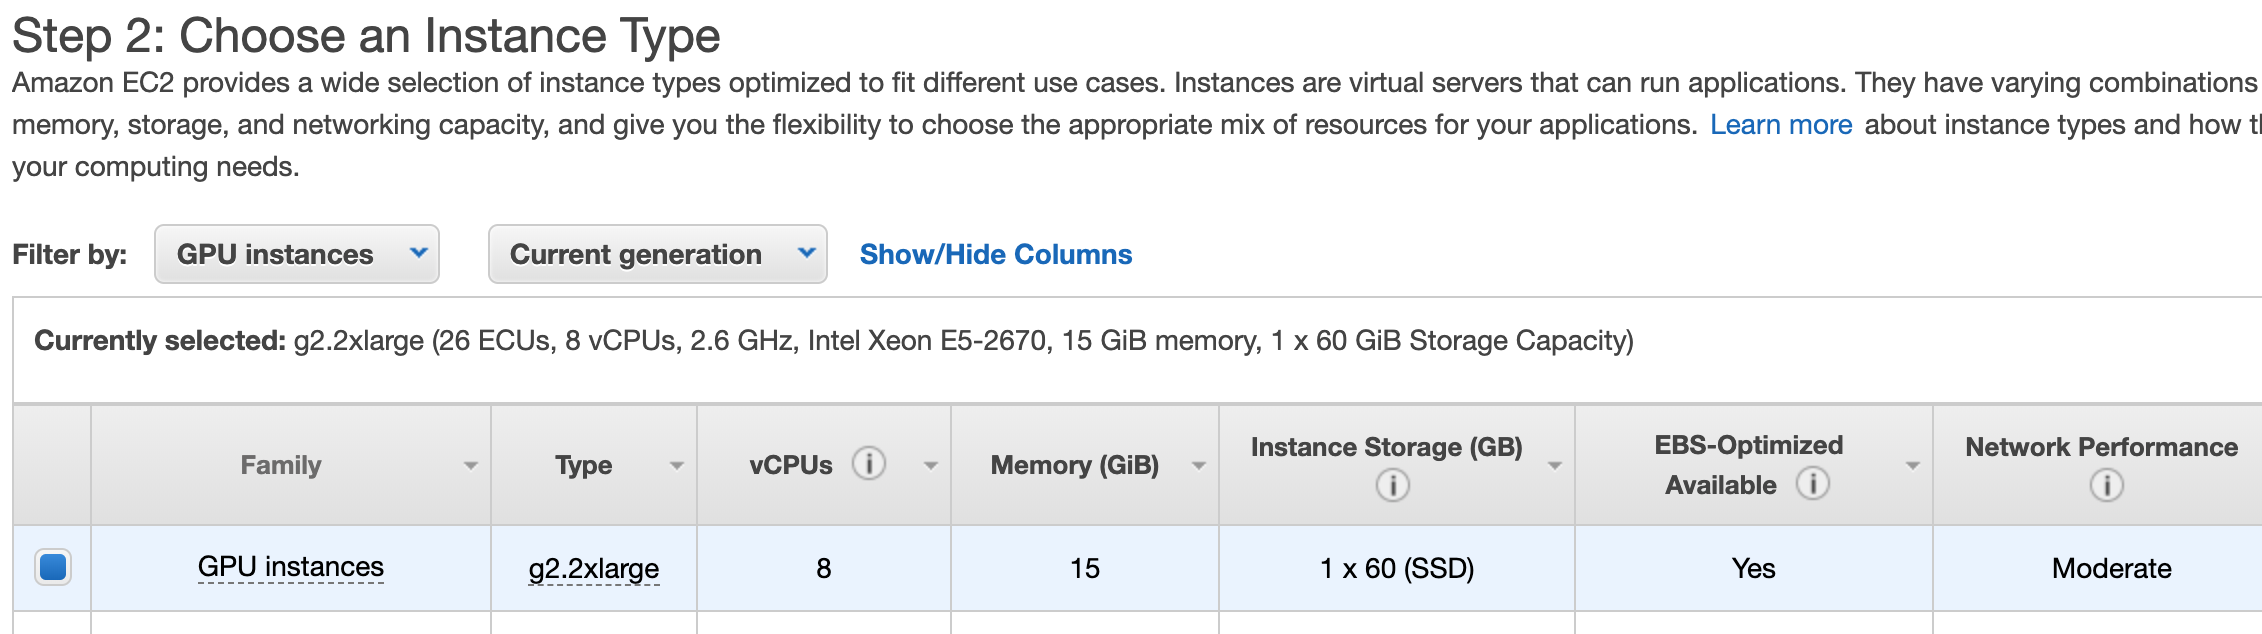 Step 2: Choose an Instance Type
Amazon EC2 provides a wide selection of instance types optimized to fit different use cases. Instances are virtual servers that can run applications. They have varying combinations
memory, storage, and networking capacity, and give you the flexibility to choose the appropriate mix of resources for your applications. Learn more about instance types and how
your computing needs.
Filter by: GPU instances Current generation Show/Hide Columns
Currently selected: g2.2xlarge (26 ECUs, 8 vCPUs, 2.6 GHz, Intel Xeon E5-2670, 15 GiB memory, 1 x 60 GiB Storage Capacity)
Family Type vCPUs Memory (GiB) Instance Storage (GB) EBS-Optimized Available Network Performance
GPU instances g2.2xlarge 8 15 1 x 60 (SSD) Yes Moderate